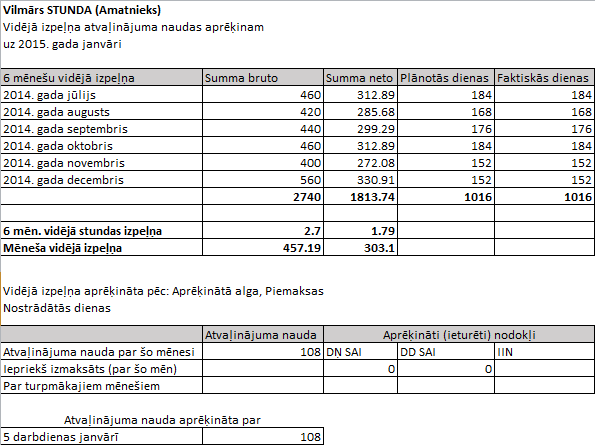 Vilmārs STUNDA (Amatnieks)
Vidējā izpeļņa atvaļinājuma naudas aprēķinam
uz 2015. gada janvāri
6 mēnešu vidējā izpeļņa Summa bruto Summa neto Plānotās dienas Faktiskās dienas
2014. gada jūlijs 460 312.89 184 184
2014. gada augusts 420 285.68 168 168
2014. gada septembris 440 299.29 176 176
2014. gada oktobris 460 312.89 184 184
2014. gada novembris 400 272.08 152 152
2014. gada decembris 560 330.91 152 152
2740 1813.74 1016 1016
6 mēn. vidējā stundas izpeļņa 2.7 1.79
Mēneša vidējā izpeļņa 457.19 303.1
Vidējā izpeļņa aprēķināta pēc: Aprēķinātā alga, Piemaksas
Nostrādātās dienas
Atvaļinājuma nauda Aprēķināti (ieturēti) nodokļi
Atvaļinājuma nauda par šo mēnesi 108 DŅ SAI DD SAI IIN
Iepriekš izmaksāts (par šo mēn) 0 0
Par turpmākajiem mēnešiem
Atvaļinājuma nauda aprēķināta par
5 darbdienas janvārī 108